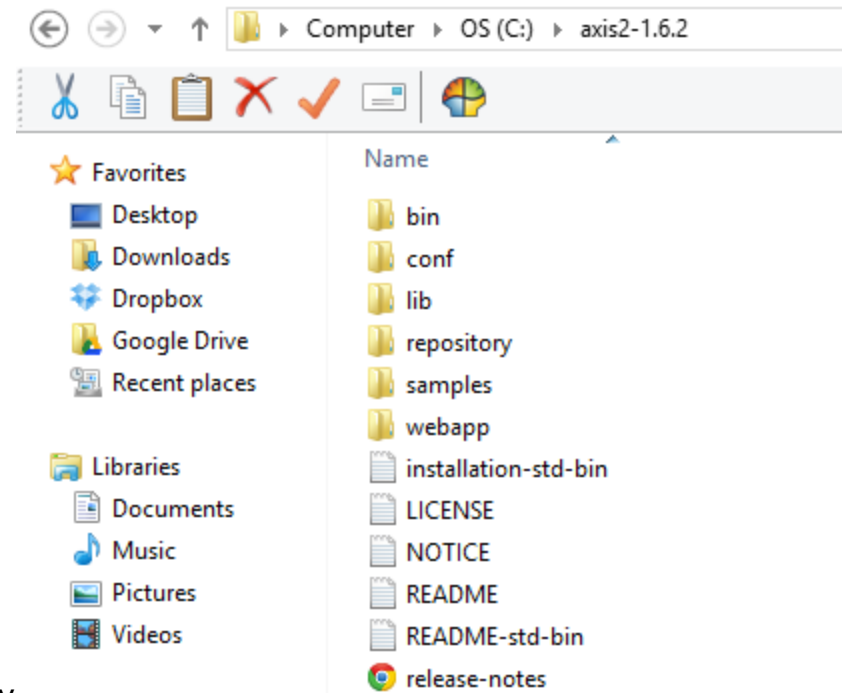 Computer OS (C:) axis2-1.6.2
Favorites
Desktop
Downloads
Dropbox
Google Drive
Recent places
Libraries
Documents
Music
Pictures
Videos
Name
bin
conf
lib
repository
samples
webapp
installation-std-bin
LICENSE
NOTICE
README
README-std-bin
release-notes